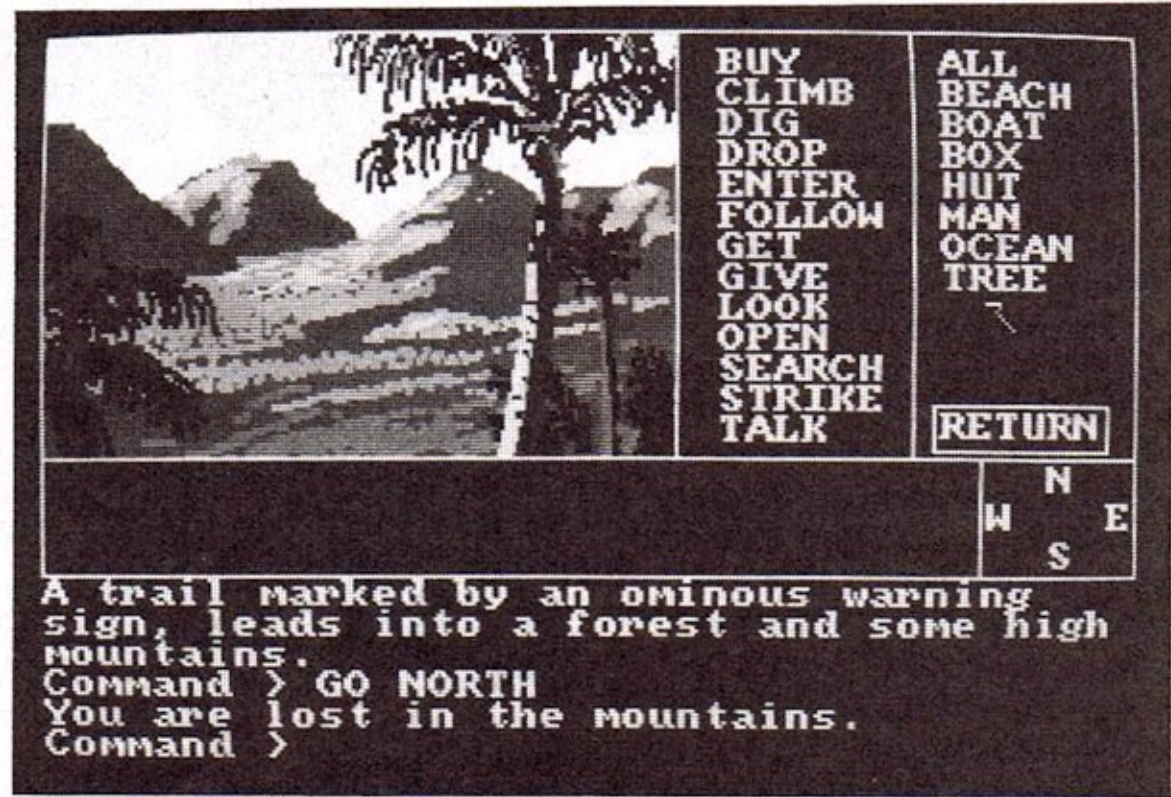 BUY
CLIMB
DIG
DROP
ENTER
FOLLOW
GET
GIVE
LOOK
OPEN
SEARCH
STRIKE
TALK
ALL
BEACH
BOAT
BOX
HUT
MAN
OCEAN
TREE
RETURN
N
W E
S
A trail marked by an ominous warning
sign, leads into a forest and some high
mountains.
Command > GO NORTH
You are lost in the mountains.
Command >